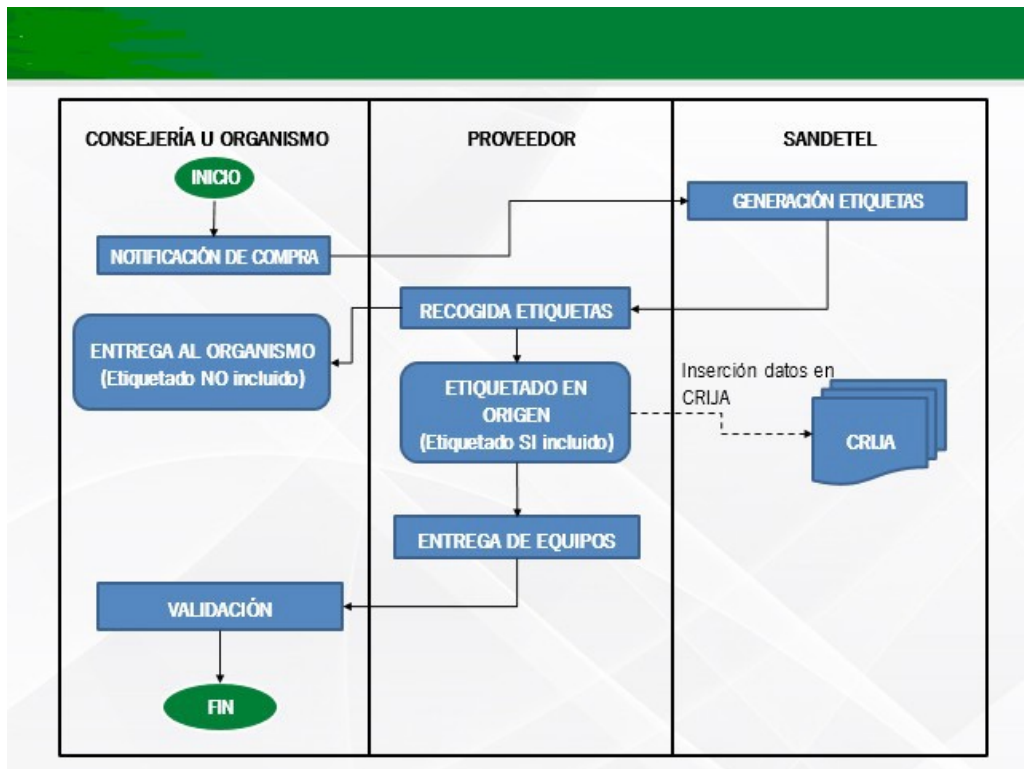 CONSEJERÍA U ORGANISMO
PROVEEDOR
SANDETEL
INICIO
GENERACIÓN ETIQUETAS
NOTIFICACIÓN DE COMPRA
RECOGIDA ETIQUETAS
ENTREGA AL ORGANISMO
(Etiquetado NO incluido)
ETIQUETADO EN
ORIGEN
(Etiquetado SI incluido)
Inserción datos en
CRIJA
CRIJA
ENTREGA DE EQUIPOS
VALIDACIÓN
FIN